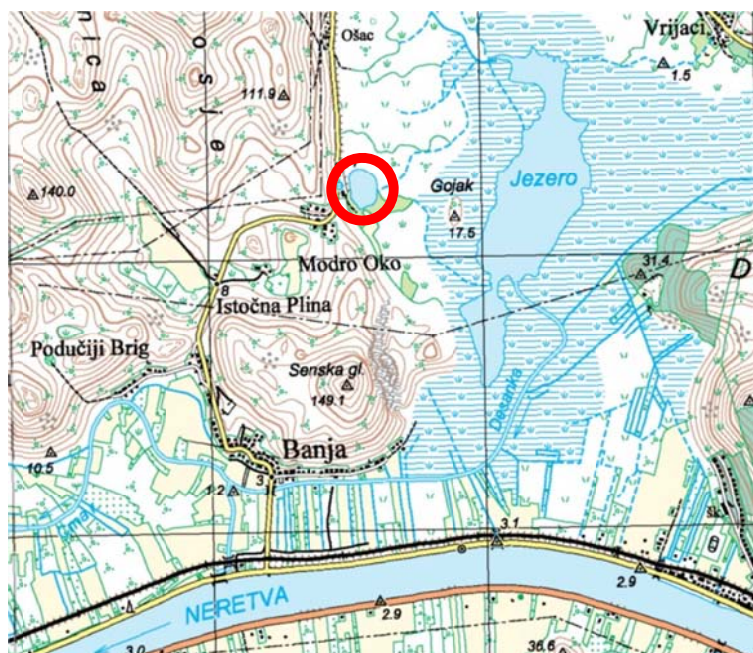 Ošac
Vrijaci
nica
osje
111.9
1.5
140.0
Gojak
17.5
Jezero
Modro Oko
8
Istočna Plina
31.4
D
Podučiji Brig
Senska gl.
149.1
Desanka
Banja
10.5
1.2
3
3.1
NERETVA
2.9
2.9
3.0
36.6